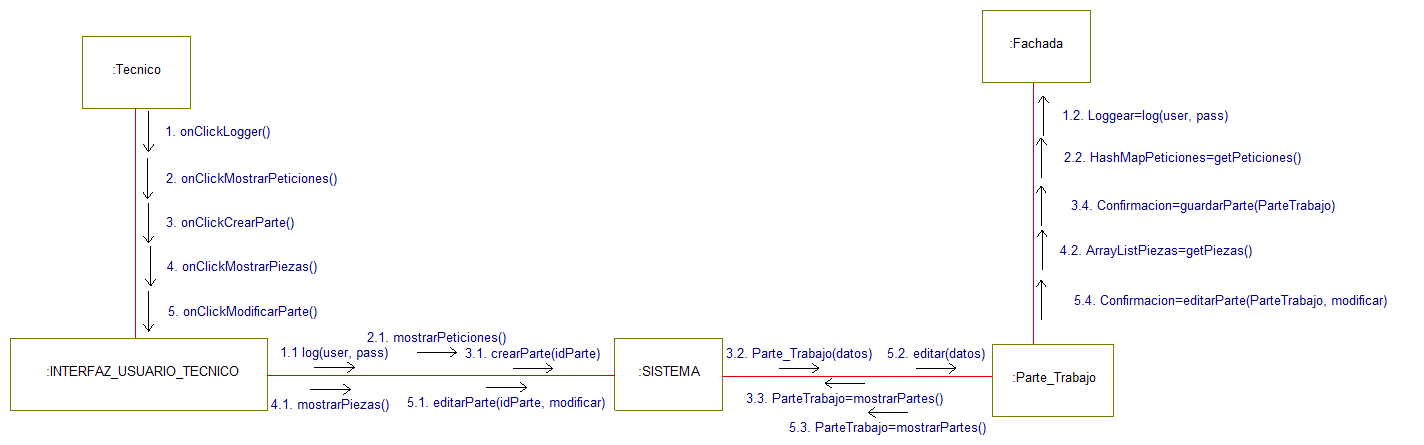 :Fachada
:Tecnico
1.2. Loggear=log(user, pass)
1. onClickLogger()
2.2. HashMapPeticiones=getPeticiones()
2. onClickMostrarPeticiones()
3.4. Confirmacion=guardarParte(ParteTrabajo)
3. onClickCrearParte()
4.2. ArrayListPiezas=getPiezas()
4. onClickMostrarPiezas()
5.4. Confirmacion=editarParte(ParteTrabajo, modificar)
5. onClickModificarParte()
2.1. mostrarPeticiones()
1.1 log(user, pass)
3.1. crearParte(idParte)
3.2. Parte_Trabajo(datos)
5.2. editar(datos)
:INTERFAZ_USUARIO_TECNICO
:SISTEMA
:Parte_Trabajo
4.1. mostrarPiezas()
5.1. editarParte(idParte, modificar)
3.3. ParteTrabajo=mostrarPartes()
5.3. ParteTrabajo=mostrarPartes()